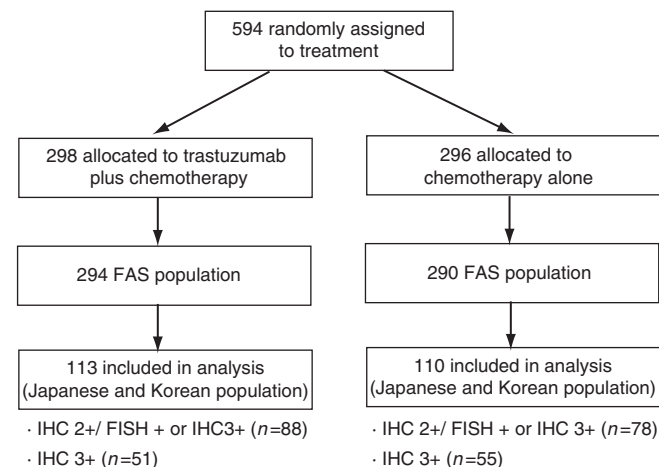 594 randomly assigned
to treatment
298 allocated to trastuzumab
plus chemotherapy
296 allocated to
chemotherapy alone
294 FAS population
290 FAS population
113 included in analysis
(Japanese and Korean population)
110 included in analysis
(Japanese and Korean population)
· IHC 2+/ FISH + or IHC3+ (n=88)
· IHC 3+ (n=51)
· IHC 2+/ FISH + or IHC 3+ (n=78)
· IHC 3+ (n=55)